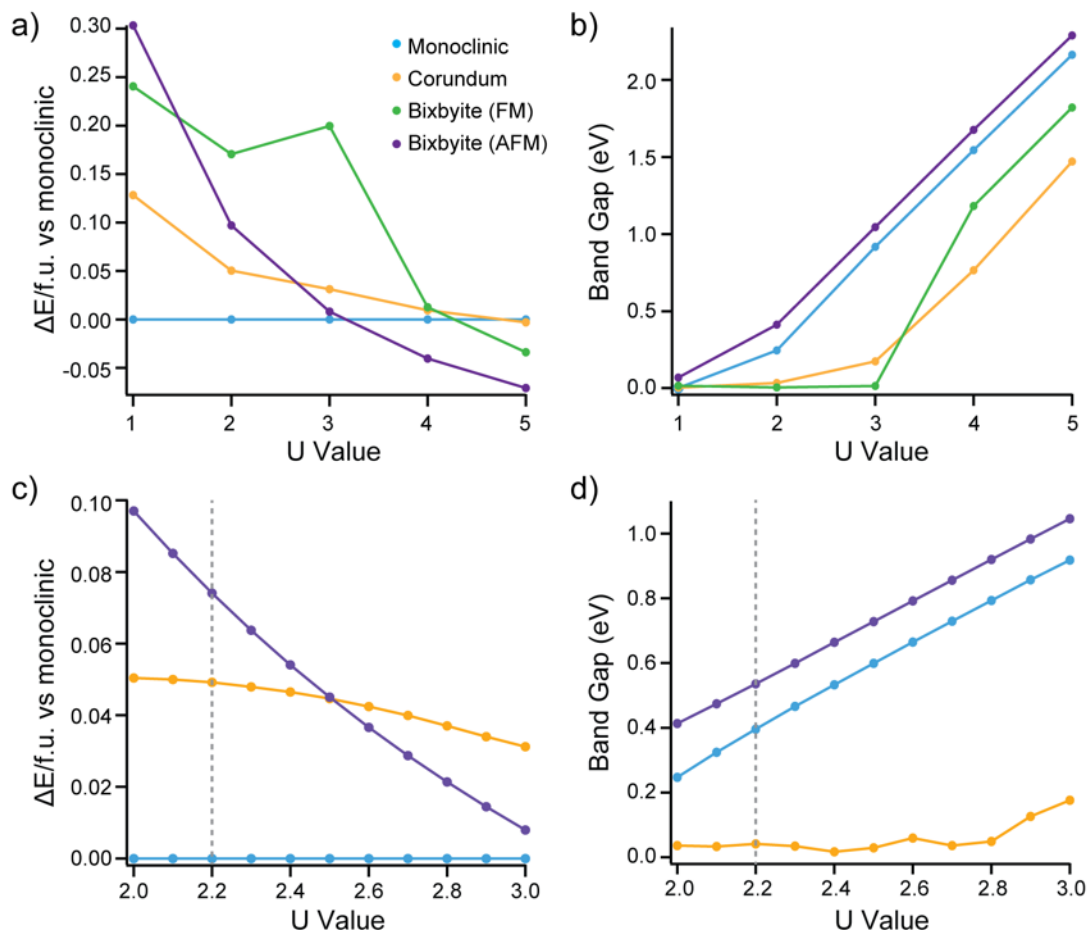 a)
ΔE/f.u. vs monoclinic
0.30
0.25
0.20
0.15
0.10
0.05
0.00
-0.05
1 2 3 4 5
U Value
Monoclinic
Corundum
Bixbyite (FM)
Bixbyite (AFM)
b)
Band Gap (eV)
2.0
1.5
1.0
0.5
0.0
1 2 3 4 5
U Value
c)
ΔE/f.u. vs monoclinic
0.10
0.08
0.06
0.04
0.02
0.00
2.0 2.2 2.4 2.6 2.8 3.0
U Value
d)
Band Gap (eV)
1.0
0.8
0.6
0.4
0.2
0.0
2.0 2.2 2.4 2.6 2.8 3.0
U Value